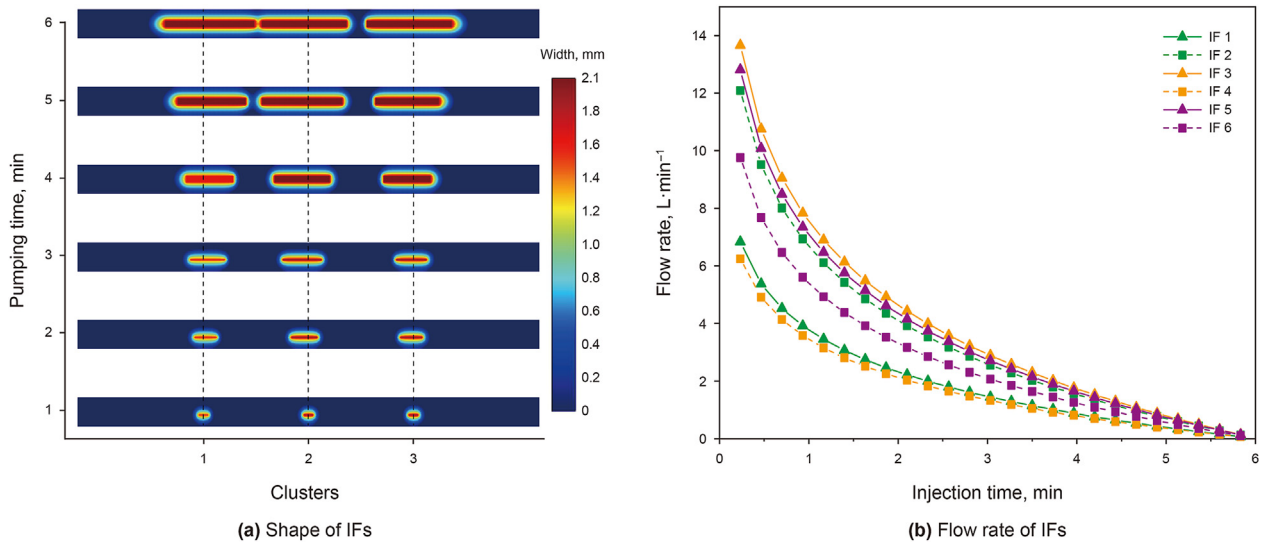 6
5
4
3
2
1
Pumping time, min
1 2 3
Clusters
Width, mm
2.1
2.0
1.8
1.6
1.4
1.2
1.0
0.8
0.6
0.4
0.2
0
(a) Shape of IFs
14
12
10
8
6
4
2
0
Flow rate, L·min⁻¹
IF 1
IF 2
IF 3
IF 4
IF 5
IF 6
0 1 2 3 4 5 6
Injection time, min
(b) Flow rate of IFs